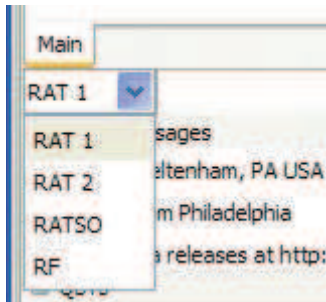 Main
RAT 1
RAT 1
sages
RAT 2
eltenham, PA USA
RATSO
m Philadelphia
RF
releases at http: